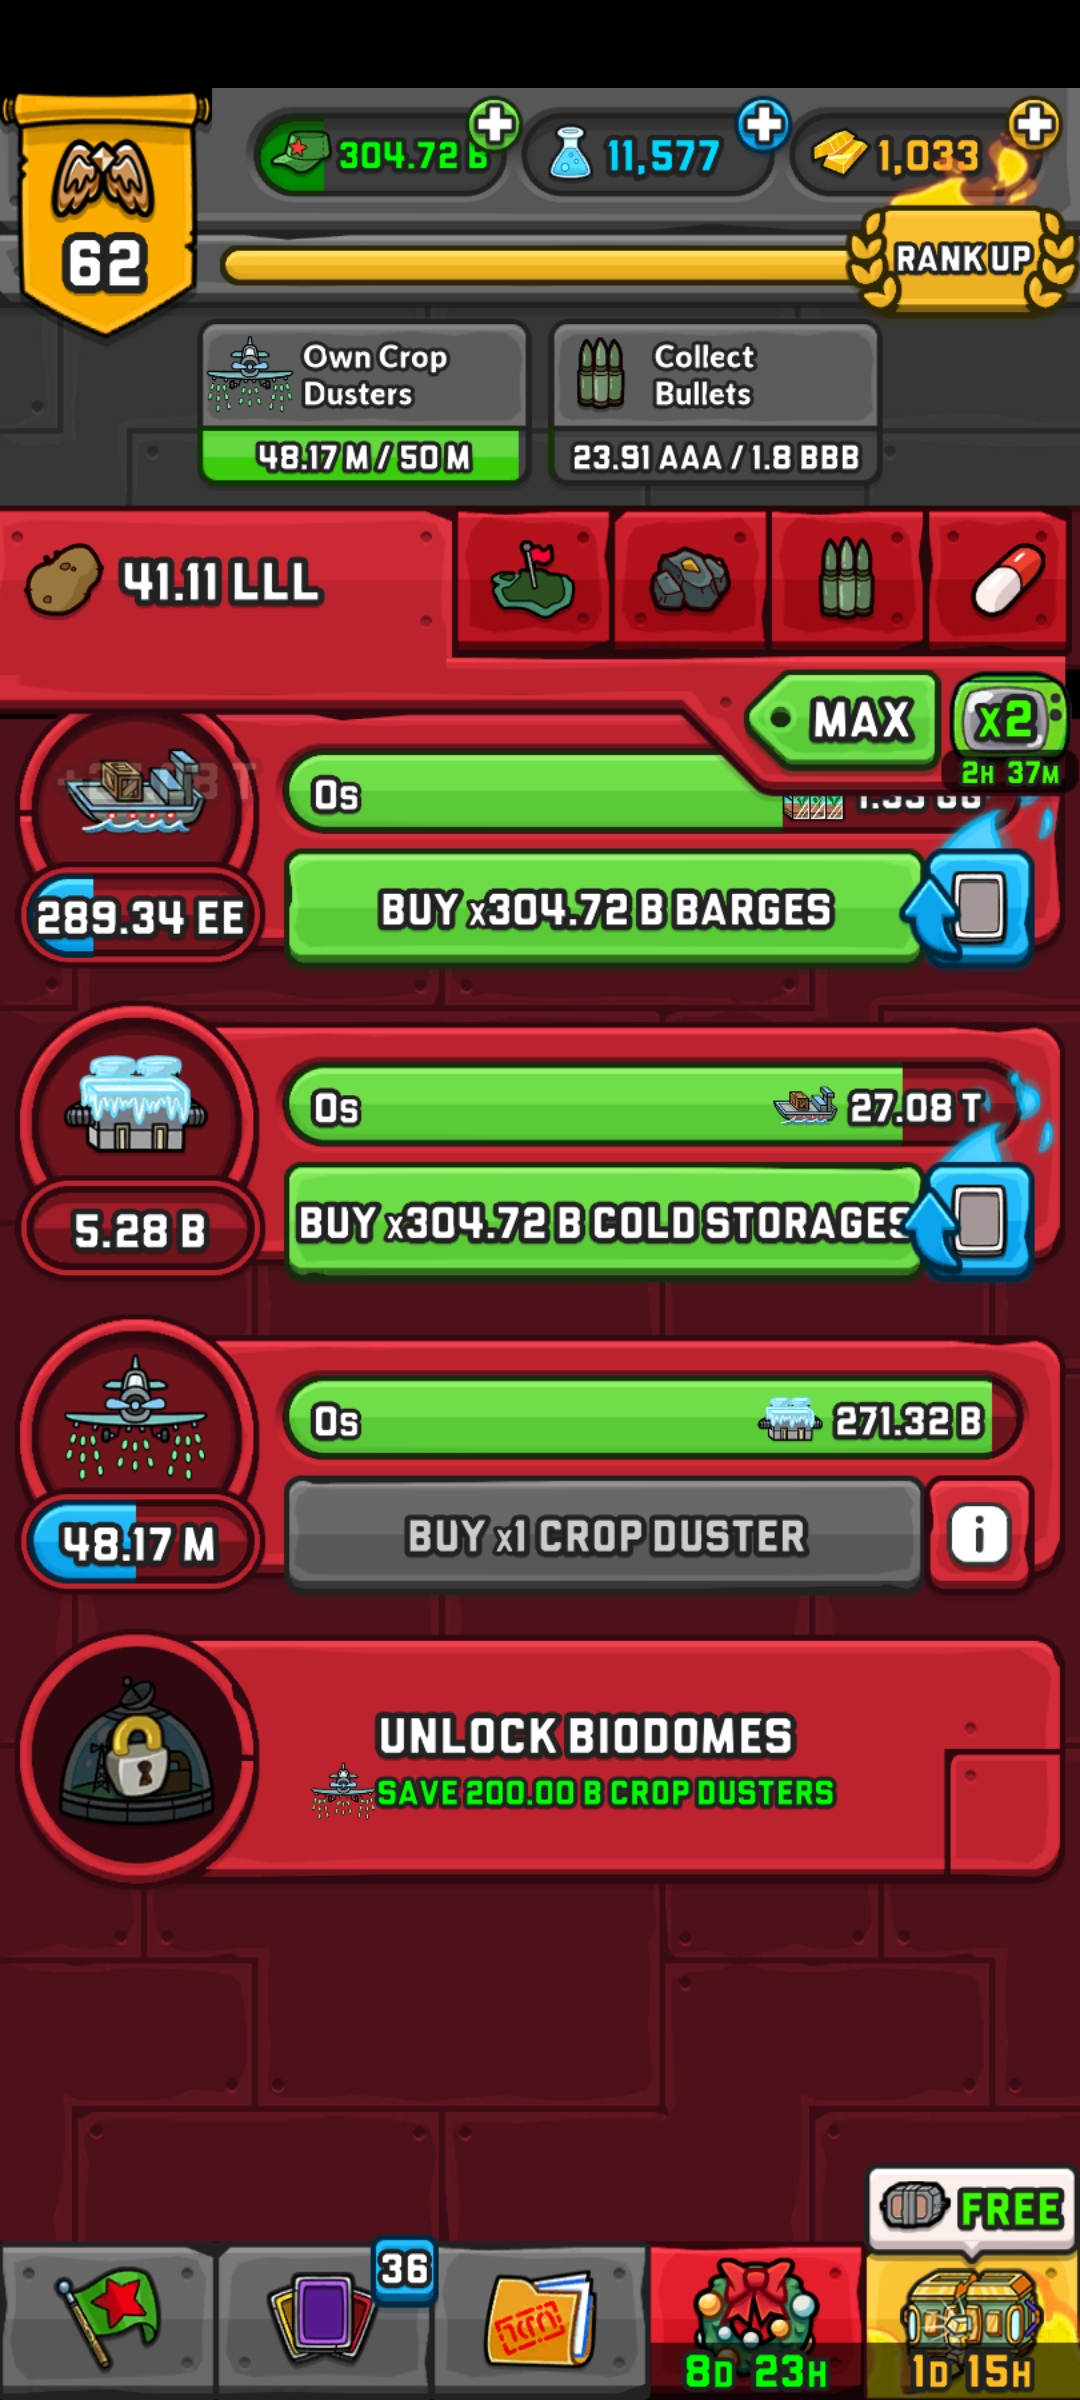 304.72 B
11,577
1,033
62
RANK UP
Own Crop
Dusters
48.17 M / 50 M
Collect
Bullets
23.91 AAA / 1.8 BBB
41.11 LLL
MAX
x2
2H 37M
0s
289.34 EE
BUY x304.72 B BARGES
0s
27.08 T
5.28 B
BUY x304.72 B COLD STORAGES
0s
271.32 B
48.17 M
BUY x1 CROP DUSTER
i
UNLOCK BIODOMES
SAVE 200.00 B CROP DUSTERS
FREE
36
8D 23H
1D 15H